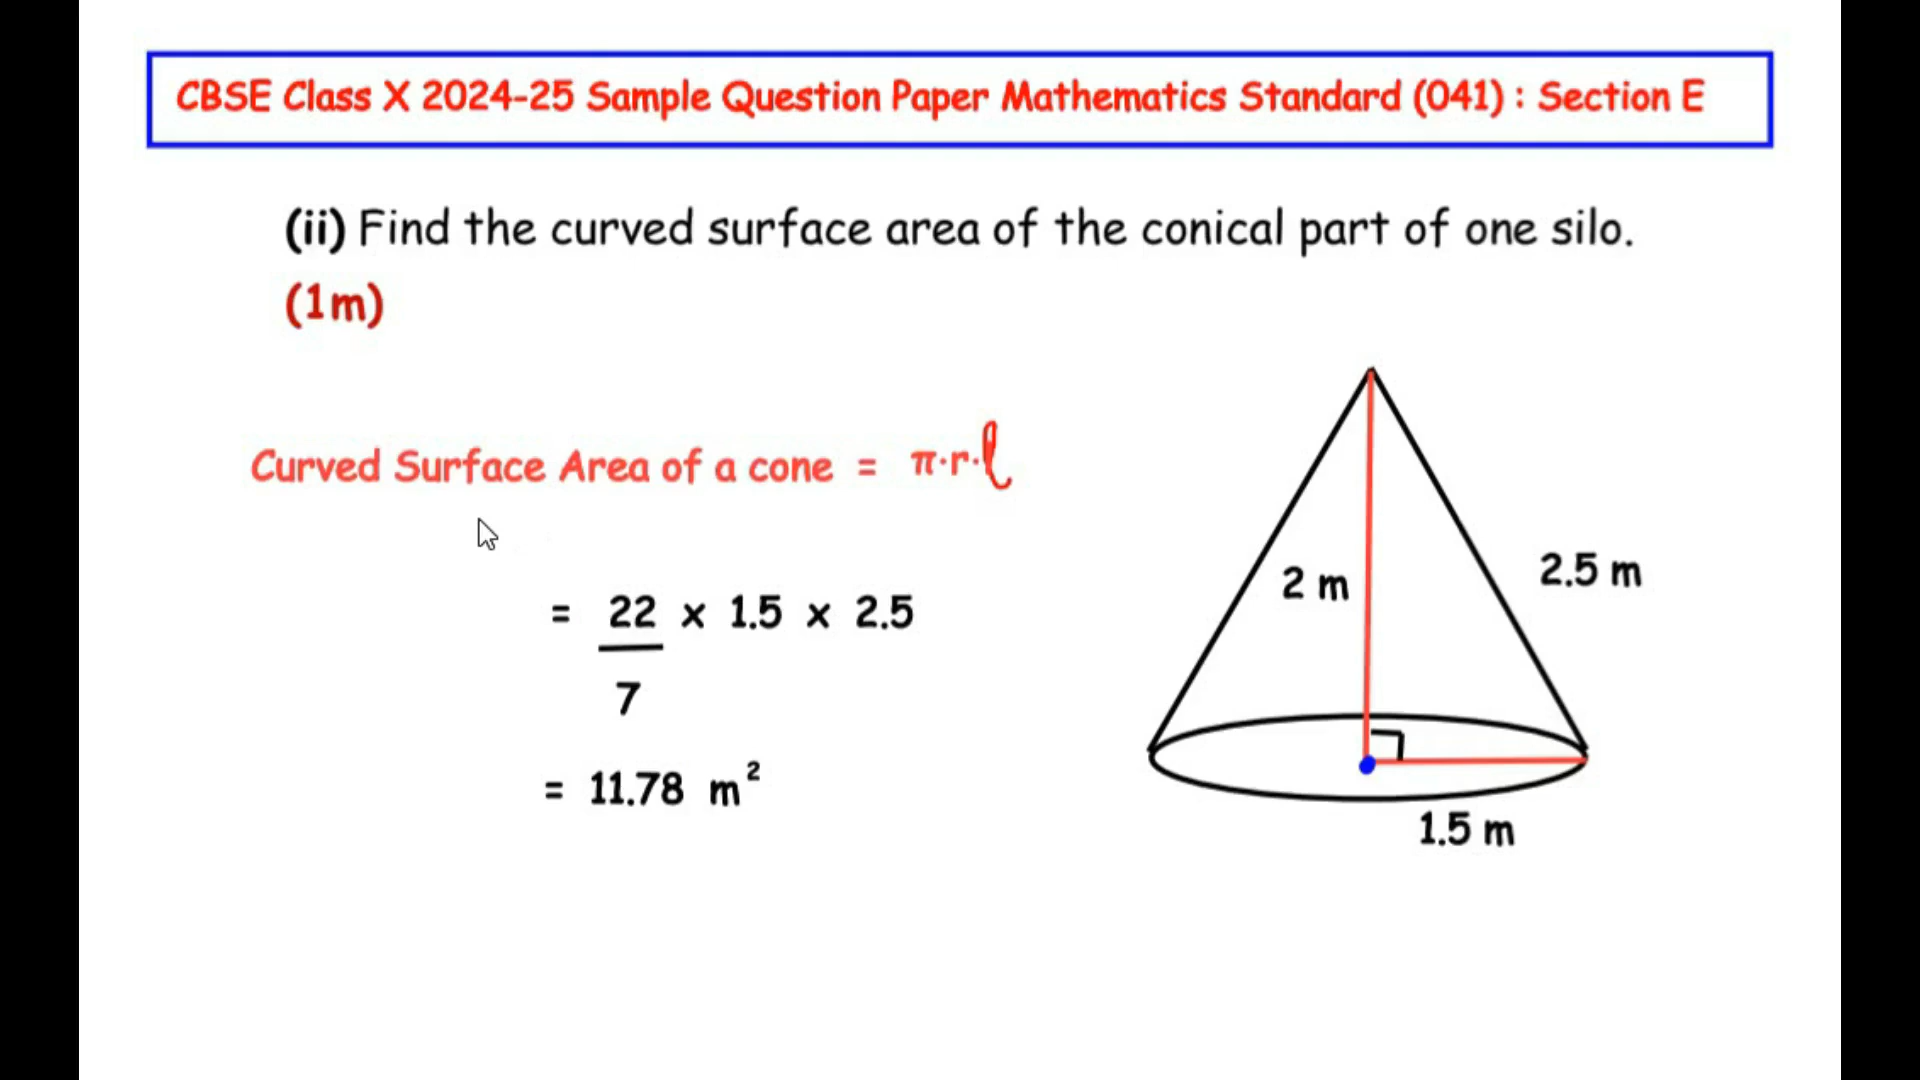 CBSE Class X 2024-25 Sample Question Paper Mathematics Standard (041) : Section E
(ii) Find the curved surface area of the conical part of one silo.
(1m)
Curved Surface Area of a cone = π·r·l
= 22 x 1.5 x 2.5
7
= 11.78 m²
2 m
2.5 m
1.5 m